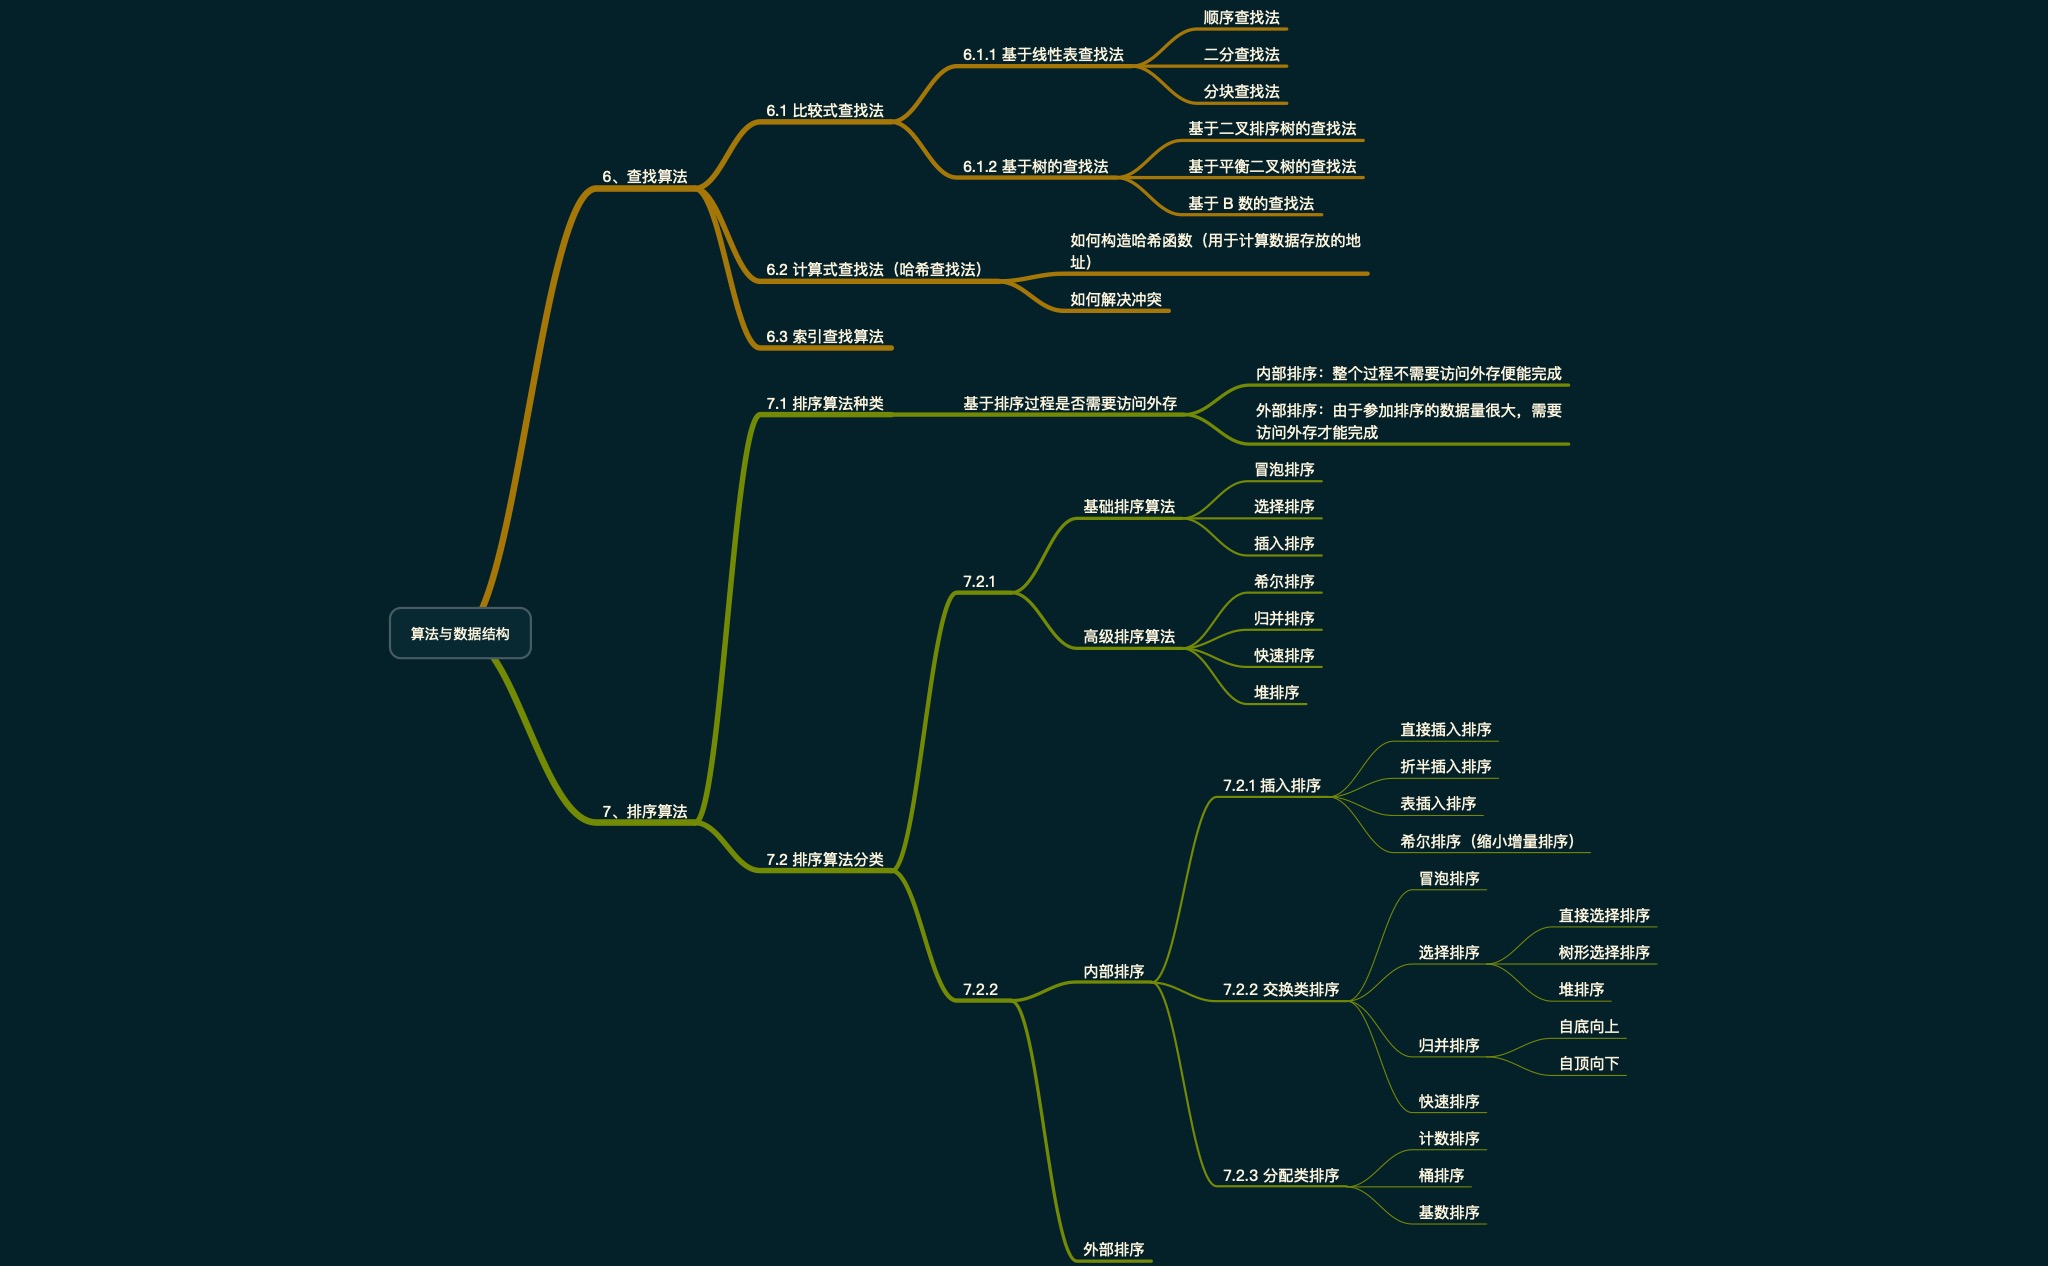 算法与数据结构
6、查找算法
6.1 比较式查找法
6.1.1 基于线性表查找法
顺序查找法
二分查找法
分块查找法
6.1.2 基于树的查找法
基于二叉排序树的查找法
基于平衡二叉树的查找法
基于 B 数的查找法
6.2 计算式查找法（哈希查找法）
如何构造哈希函数（用于计算数据存放的地
址）
如何解决冲突
6.3 索引查找算法
7、排序算法
7.1 排序算法种类
基于排序过程是否需要访问外存
内部排序：整个过程不需要访问外存便能完成
外部排序：由于参加排序的数据量很大，需要
访问外存才能完成
7.2 排序算法分类
7.2.1
基础排序算法
冒泡排序
选择排序
插入排序
高级排序算法
希尔排序
归并排序
快速排序
堆排序
7.2.2
内部排序
7.2.1 插入排序
直接插入排序
折半插入排序
表插入排序
希尔排序（缩小增量排序）
7.2.2 交换类排序
冒泡排序
选择排序
直接选择排序
树形选择排序
堆排序
归并排序
自底向上
自顶向下
快速排序
7.2.3 分配类排序
计数排序
桶排序
基数排序
外部排序